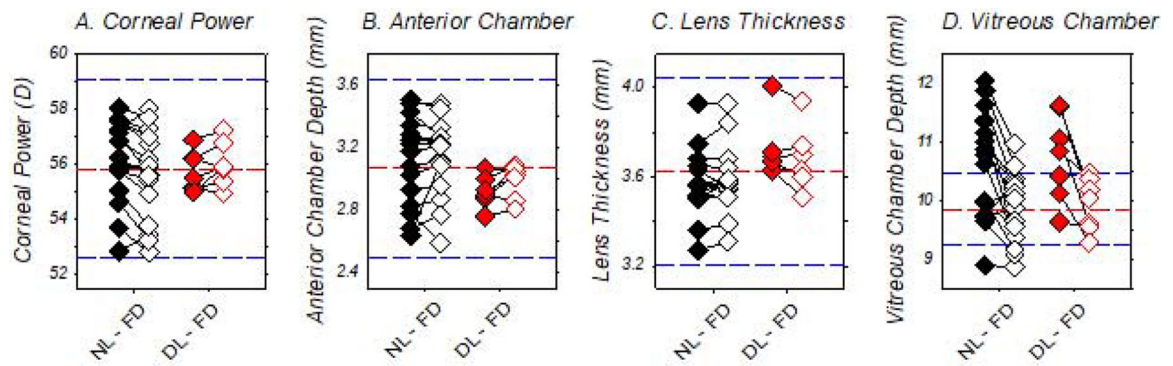 A. Corneal Power
B. Anterior Chamber
C. Lens Thickness
D. Vitreous Chamber
Corneal Power (D)
60
58
56
54
52
NL - FD
DL - FD
Anterior Chamber Depth (mm)
3.6
3.2
2.8
2.4
NL - FD
DL - FD
Lens Thickness (mm)
4.0
3.6
3.2
NL - FD
DL - FD
Vitreous Chamber Depth (mm)
12
11
10
9
NL - FD
DL - FD